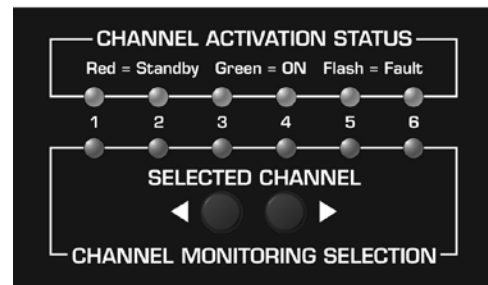 CHANNEL ACTIVATION STATUS
Red = Standby Green = ON Flash = Fault
1 2 3 4 5 6
SELECTED CHANNEL
CHANNEL MONITORING SELECTION